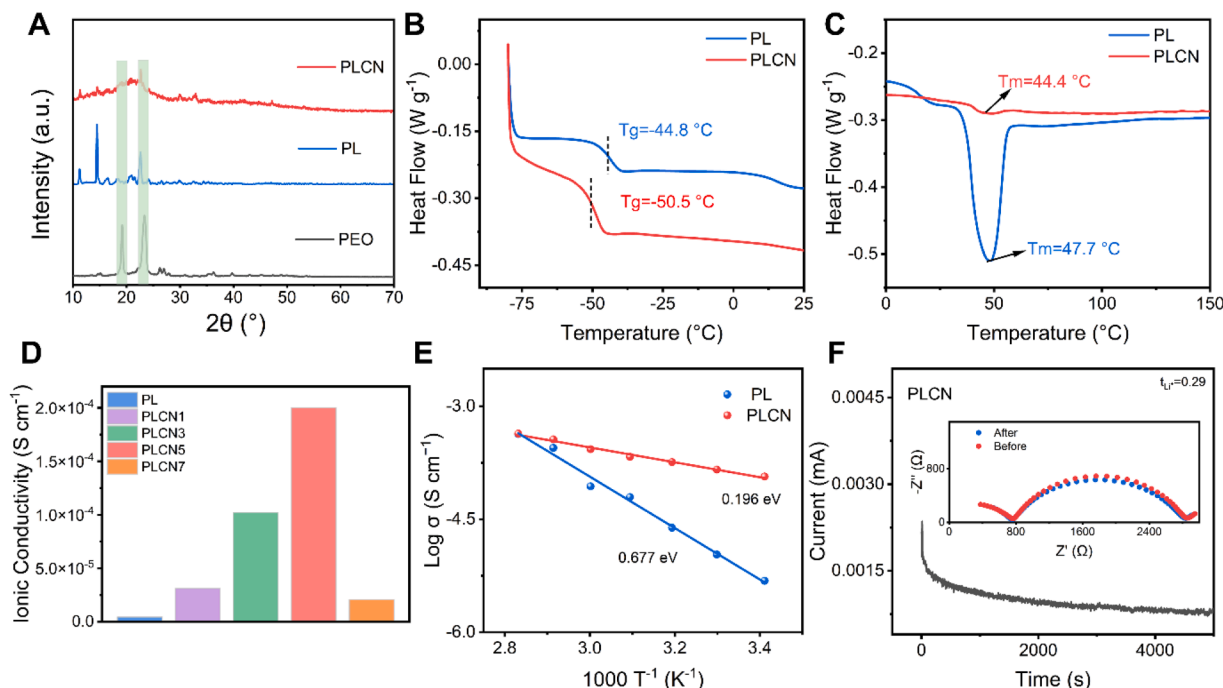 A
PLCN
PL
PEO
Intensity (a.u.)
10 20 30 40 50 60 70
2θ (°)
B
PL
PLCN
Tg=-44.8 °C
Tg=-50.5 °C
0.00
-0.15
-0.30
-0.45
Heat Flow (W g⁻¹)
-75 -50 -25 0 25
Temperature (°C)
C
PL
PLCN
Tm=44.4 °C
Tm=47.7 °C
-0.2
-0.3
-0.4
-0.5
Heat Flow (W g⁻¹)
0 50 100 150
Temperature (°C)
D
PL
PLCN1
PLCN3
PLCN5
PLCN7
2.0×10⁻⁴
1.5×10⁻⁴
1.0×10⁻⁴
5.0×10⁻⁵
0.0
Ionic Conductivity (S cm⁻¹)
E
PL
PLCN
0.196 eV
0.677 eV
-3.0
-4.5
-6.0
Log σ (S cm⁻¹)
2.8 3.0 3.2 3.4
1000 T⁻¹ (K⁻¹)
F
PLCN
tLi⁺=0.29
After
Before
800
0
-Z'' (Ω)
0 800 1600 2400
Z' (Ω)
0.0045
0.0030
0.0015
Current (mA)
0 2000 4000
Time (s)